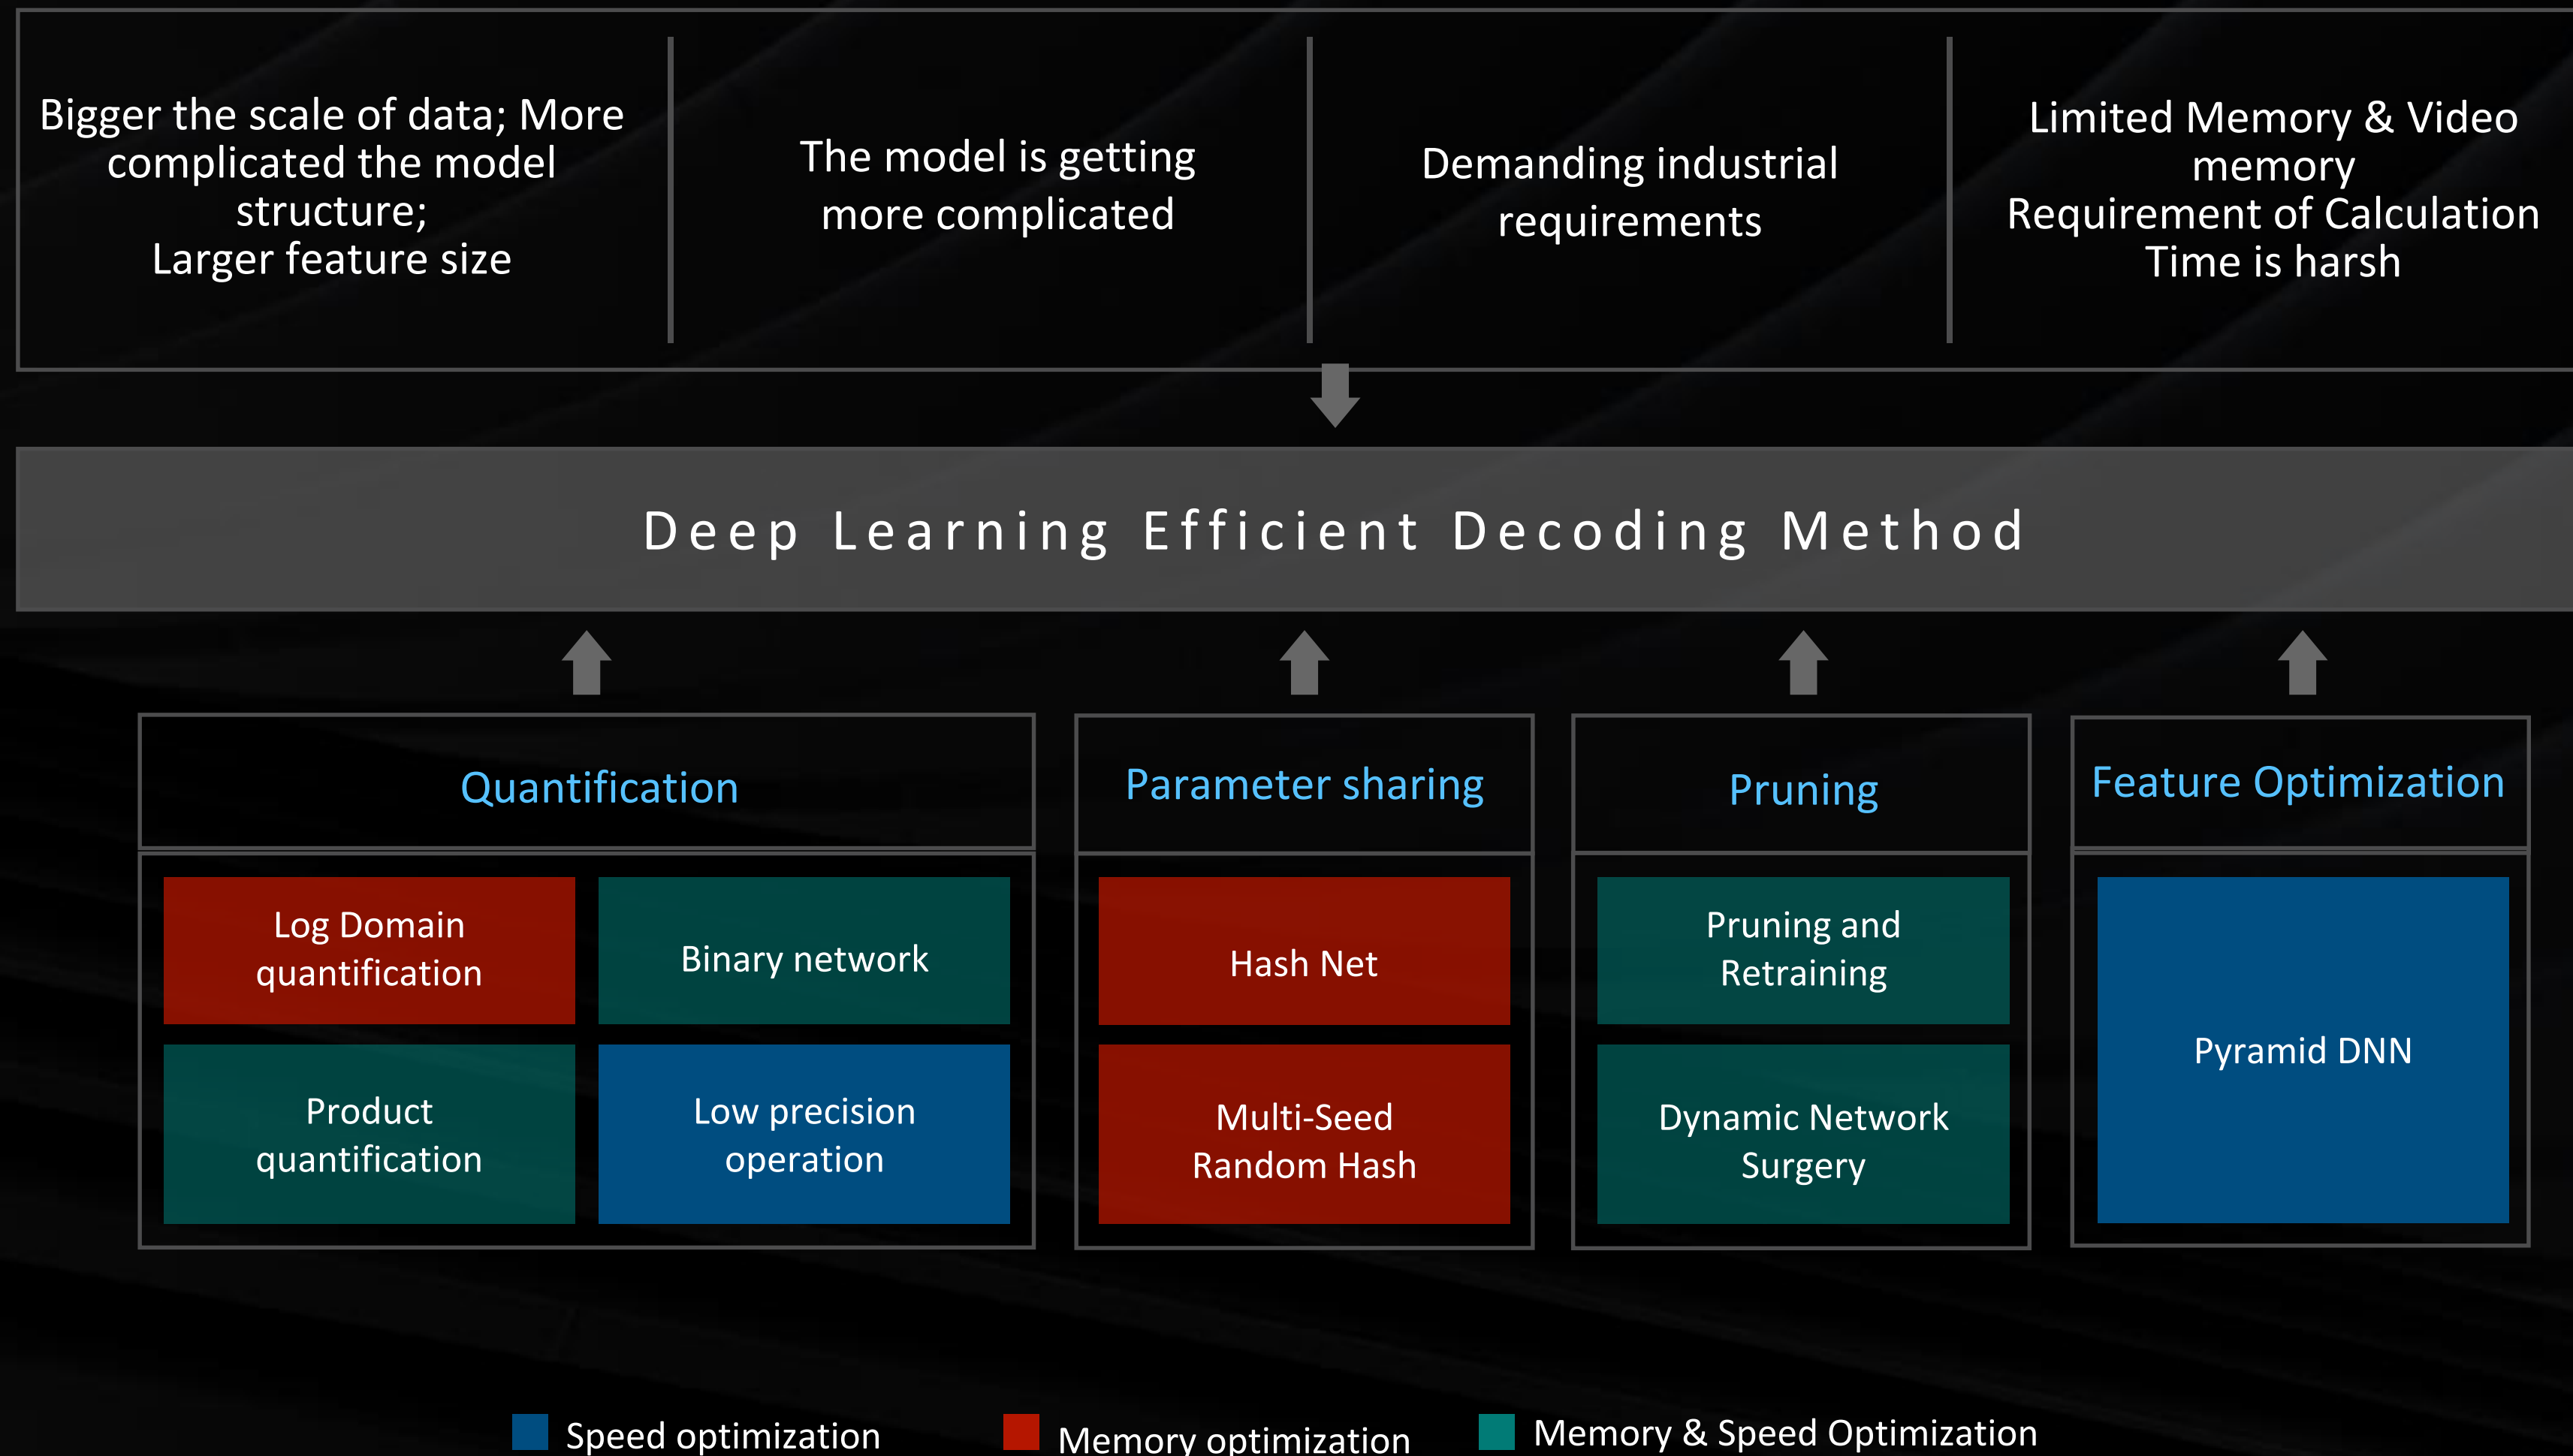 Bigger the scale of data; More
complicated the model
structure;
Larger feature size
The model is getting
more complicated
Demanding industrial
requirements
Limited Memory & Video
memory
Requirement of Calculation
Time is harsh
Deep Learning Efficient Decoding Method
Quantification
Log Domain
quantification
Binary network
Product
quantification
Low precision
operation
Parameter sharing
Hash Net
Multi-Seed
Random Hash
Pruning
Pruning and
Retraining
Dynamic Network
Surgery
Feature Optimization
Pyramid DNN
Speed optimization
Memory optimization
Memory & Speed Optimization